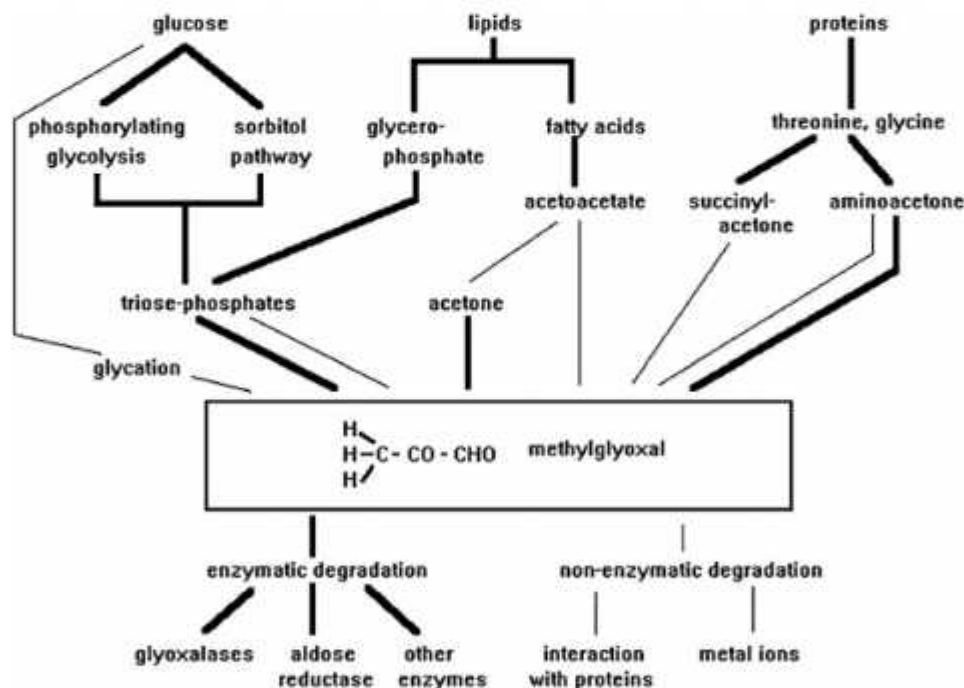 glucose
lipids
proteins
phosphorylating
glycolysis
sorbitol
pathway
glycero-
phosphate
fatty acids
threonine, glycine
acetoacetate
succinyl-
acetone
aminoacetone
triose-phosphates
acetone
glycation
H
H-C- CO - CHO
H
methylglyoxal
enzymatic degradation
non-enzymatic degradation
glyoxalases
aldose
reductase
other
enzymes
interaction
with proteins
metal ions